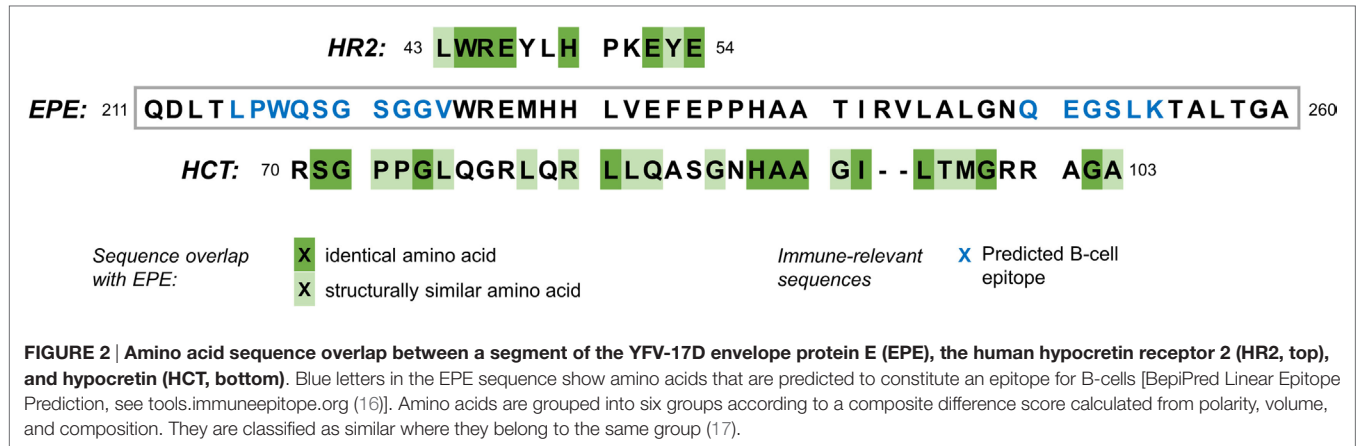 HR2: 43 LWREYLH PKEYE 54
EPE: 211 QDLTLPWQSG SGGVWREMHH LVEFEPPHAA TIRVLALGNQ EGSLKTALTGA 260
HCT: 70 RSG PPGLQGRLQR LLQASGNHAA GI--LTMGRR AGA 103
Sequence overlap with EPE:
X identical amino acid
X structurally similar amino acid
Immune-relevant sequences
X Predicted B-cell epitope
FIGURE 2 | Amino acid sequence overlap between a segment of the YFV-17D envelope protein E (EPE), the human hypocretin receptor 2 (HR2, top),
and hypocretin (HCT, bottom). Blue letters in the EPE sequence show amino acids that are predicted to constitute an epitope for B-cells [BepiPred Linear Epitope
Prediction, see tools.immuneepitope.org (16)]. Amino acids are grouped into six groups according to a composite difference score calculated from polarity, volume,
and composition. They are classified as similar where they belong to the same group (17).